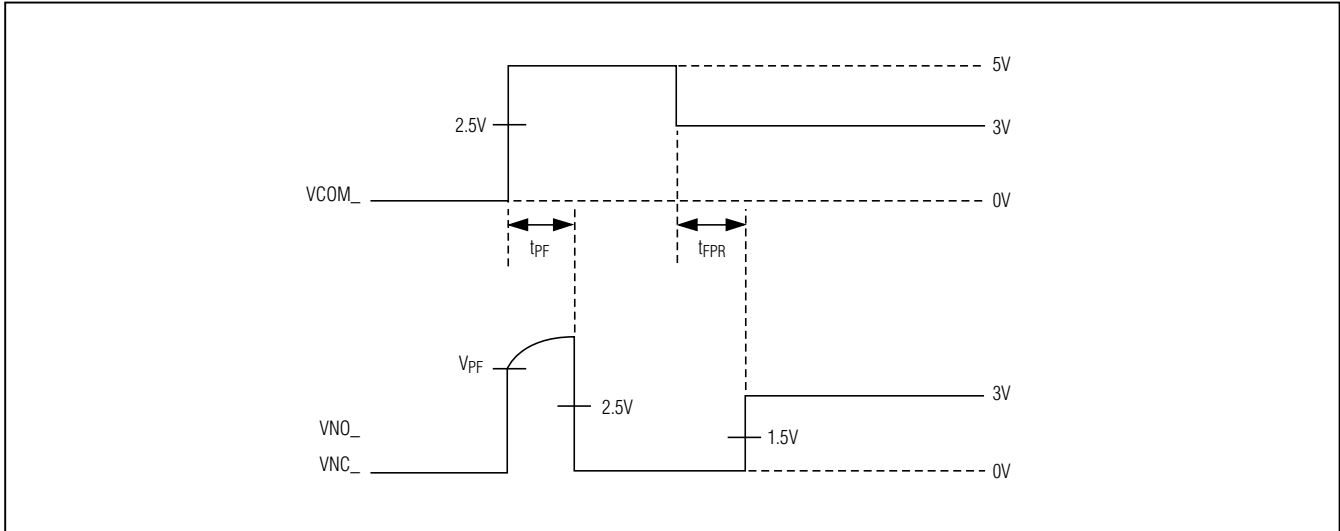 5V
2.5V
3V
VCOM_
0V
tPF
tFPR
VPF
3V
2.5V
VNO_
1.5V
VNC_
0V